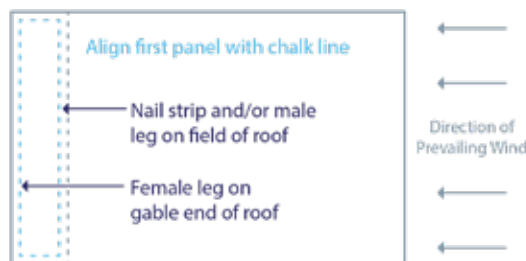 Align first panel with chalk line
Nail strip and/or male
leg on field of roof
Direction of
Prevailing Wind
Female leg on
gable end of roof